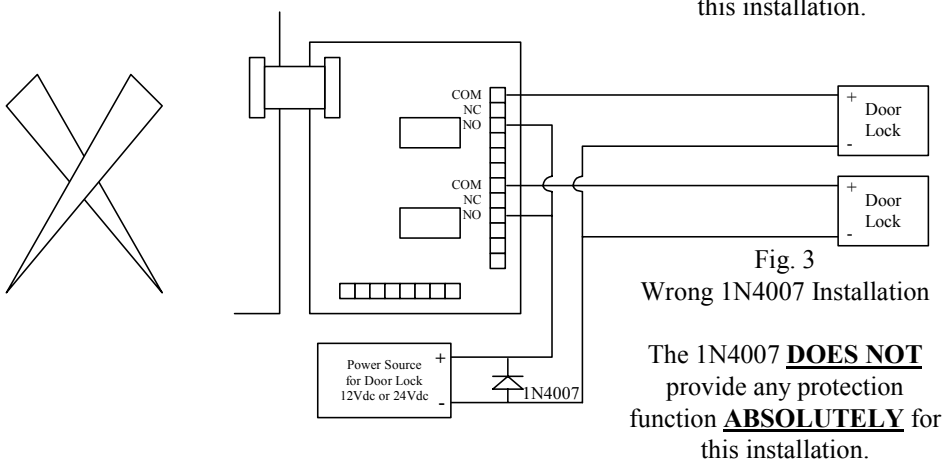 this installation.
COM
NC
NO
COM
NC
NO
+
Door
Lock
-
+
Door
Lock
-
Fig. 3
Wrong 1N4007 Installation
Power Source
for Door Lock
12Vdc or 24Vdc
+
-
1N4007
The 1N4007 DOES NOT
provide any protection
function ABSOLUTELY for
this installation.